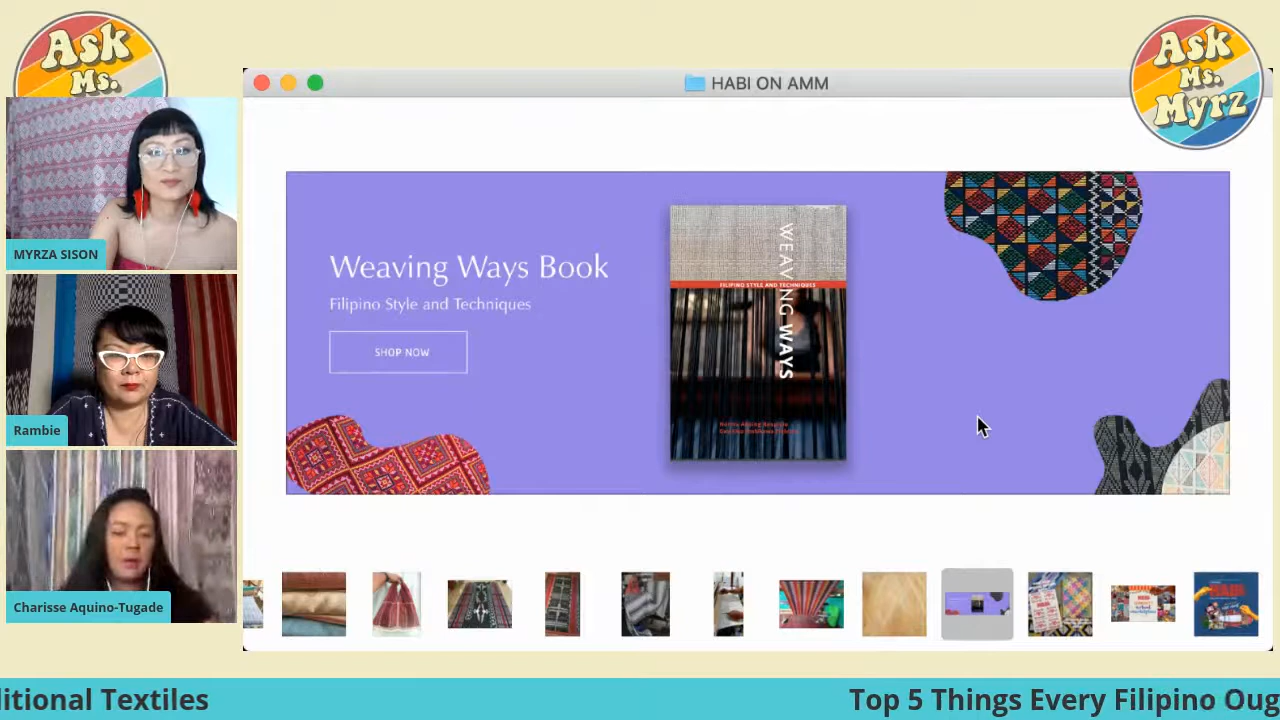 Ask
Ms.
HABI ON AMM
Ask
Ms.
Myrz
MYRZA SISON
Rambie
Charisse Aquino-Tugade
Weaving Ways Book
Filipino Style and Techniques
SHOP NOW
WEAVING WAYS
FILIPINO STYLE AND TECHNIQUES
ditional Textiles
Top 5 Things Every Filipino Oug